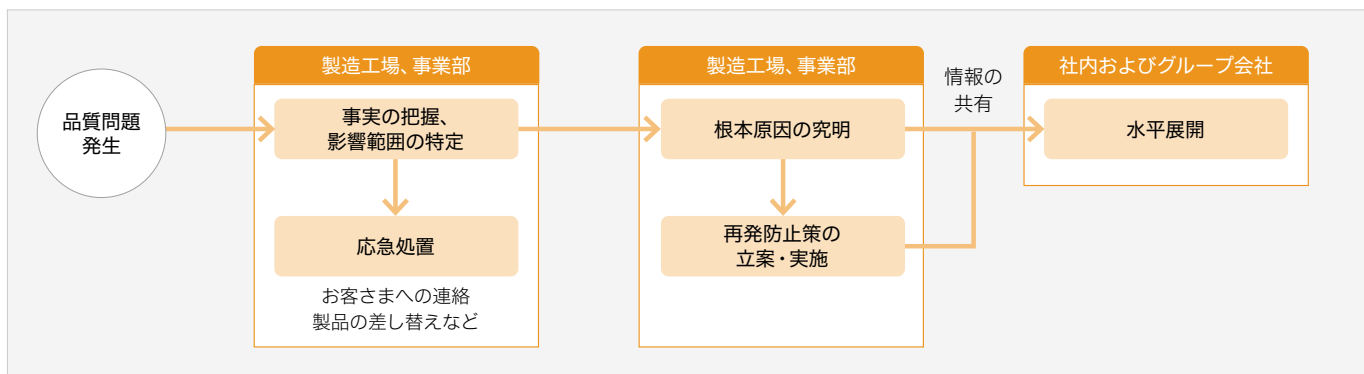 品質問題
発生
製造工場、事業部
事実の把握、
影響範囲の特定
応急処置
お客さまへの連絡
製品の差し替えなど
製造工場、事業部
根本原因の究明
再発防止策の
立案・実施
情報の
共有
社内およびグループ会社
水平展開